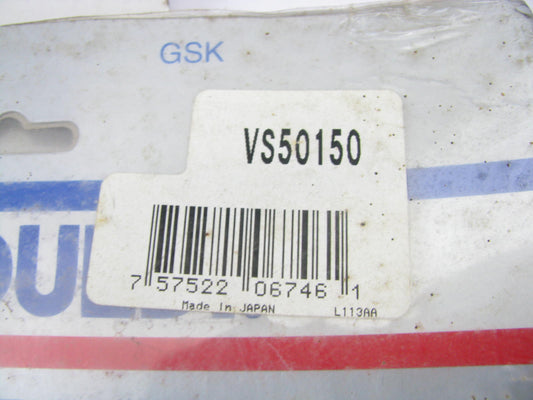 GSK
VS50150
7 57522 06746 1
Made In JAPAN L113AA